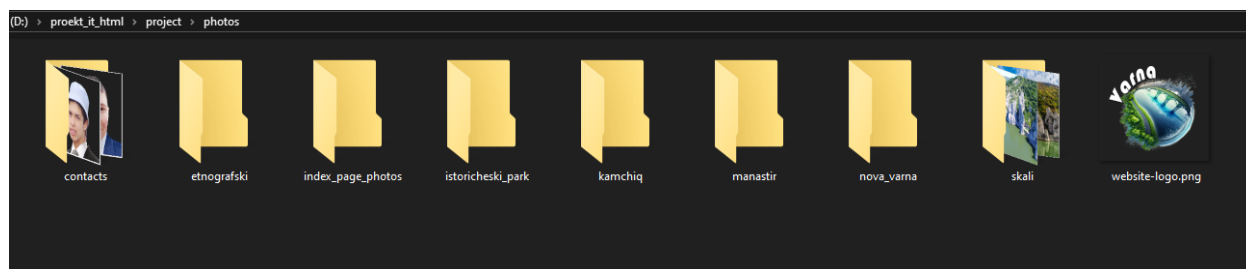 (D:) > proekt_it_html > project > photos
Varna
contacts etnografski index_page_photos istoricheski_park kamchiq manastir nova_varna skali website-logo.png